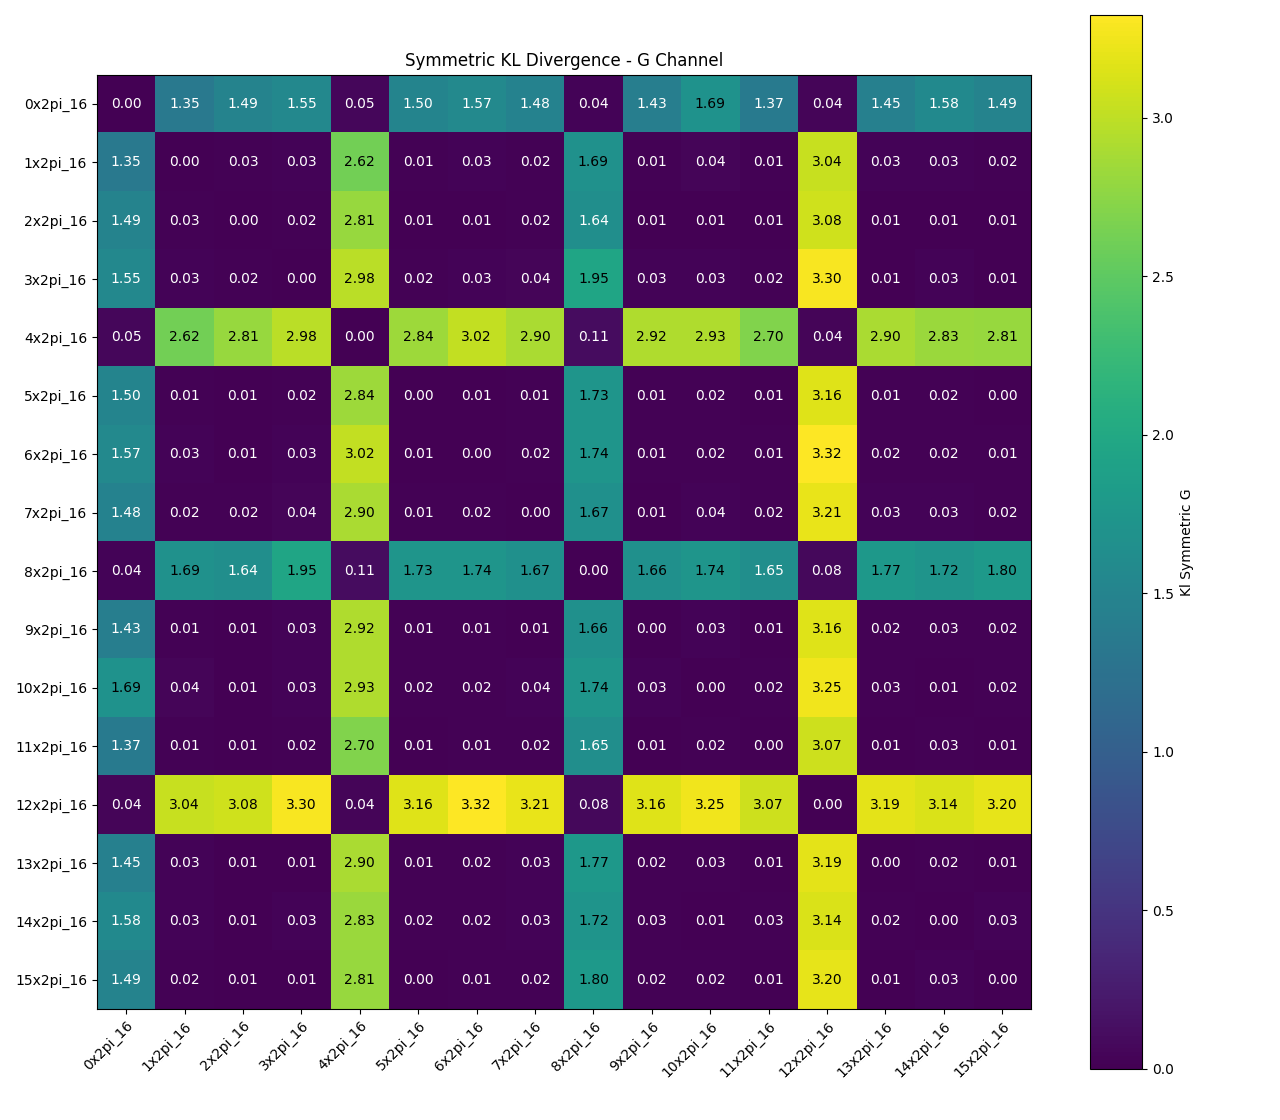 Symmetric KL Divergence - G Channel
0x2pi_16 0.00 1.35 1.49 1.55 0.05 1.50 1.57 1.48 0.04 1.43 1.69 1.37 0.04 1.45 1.58 1.49
1x2pi_16 1.35 0.00 0.03 0.03 2.62 0.01 0.03 0.02 1.69 0.01 0.04 0.01 3.04 0.03 0.03 0.02
2x2pi_16 1.49 0.03 0.00 0.02 2.81 0.01 0.01 0.02 1.64 0.01 0.01 0.01 3.08 0.01 0.01 0.01
3x2pi_16 1.55 0.03 0.02 0.00 2.98 0.02 0.03 0.04 1.95 0.03 0.03 0.02 3.30 0.01 0.03 0.01
4x2pi_16 0.05 2.62 2.81 2.98 0.00 2.84 3.02 2.90 0.11 2.92 2.93 2.70 0.04 2.90 2.83 2.81
5x2pi_16 1.50 0.01 0.01 0.02 2.84 0.00 0.01 0.01 1.73 0.01 0.02 0.01 3.16 0.01 0.02 0.00
6x2pi_16 1.57 0.03 0.01 0.03 3.02 0.01 0.00 0.02 1.74 0.01 0.02 0.01 3.32 0.02 0.02 0.01
7x2pi_16 1.48 0.02 0.02 0.04 2.90 0.01 0.02 0.00 1.67 0.01 0.04 0.02 3.21 0.03 0.03 0.02
8x2pi_16 0.04 1.69 1.64 1.95 0.11 1.73 1.74 1.67 0.00 1.66 1.74 1.65 0.08 1.77 1.72 1.80
9x2pi_16 1.43 0.01 0.01 0.03 2.92 0.01 0.01 0.01 1.66 0.00 0.03 0.01 3.16 0.02 0.03 0.02
10x2pi_16 1.69 0.04 0.01 0.03 2.93 0.02 0.02 0.04 1.74 0.03 0.00 0.02 3.25 0.03 0.01 0.02
11x2pi_16 1.37 0.01 0.01 0.02 2.70 0.01 0.01 0.02 1.65 0.01 0.02 0.00 3.07 0.01 0.03 0.01
12x2pi_16 0.04 3.04 3.08 3.30 0.04 3.16 3.32 3.21 0.08 3.16 3.25 3.07 0.00 3.19 3.14 3.20
13x2pi_16 1.45 0.03 0.01 0.01 2.90 0.01 0.02 0.03 1.77 0.02 0.03 0.01 3.19 0.00 0.02 0.01
14x2pi_16 1.58 0.03 0.01 0.03 2.83 0.02 0.02 0.03 1.72 0.03 0.01 0.03 3.14 0.02 0.00 0.03
15x2pi_16 1.49 0.02 0.01 0.01 2.81 0.00 0.01 0.02 1.80 0.02 0.02 0.01 3.20 0.01 0.03 0.00
0x2pi_16 1x2pi_16 2x2pi_16 3x2pi_16 4x2pi_16 5x2pi_16 6x2pi_16 7x2pi_16 8x2pi_16 9x2pi_16 10x2pi_16 11x2pi_16 12x2pi_16 13x2pi_16 14x2pi_16 15x2pi_16
3.0
2.5
2.0
1.5
1.0
0.5
0.0
Kl Symmetric G